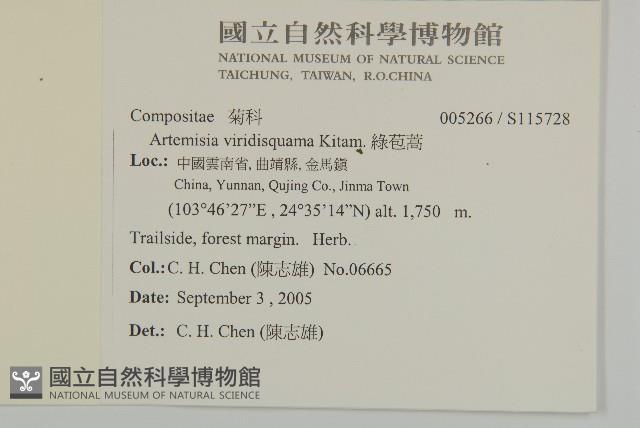 國立自然科學博物館
NATIONAL MUSEUM OF NATURAL SCIENCE
TAICHUNG, TAIWAN, R.O.CHINA
Compositae 菊科 005266 / S115728
Artemisia viridisquama Kitam. 綠苞蒿
Loc.: 中國雲南省, 曲靖縣, 金馬鎮
China, Yunnan, Qujing Co., Jinma Town
(103°46'27”E , 24°35'14”N) alt. 1,750 m.
Trailside, forest margin. Herb.
Col.: C. H. Chen (陳志雄) No.06665
Date: September 3 , 2005
Det.: C. H. Chen (陳志雄)
國立自然科學博物館
NATIONAL MUSEUM OF NATURAL SCIENCE